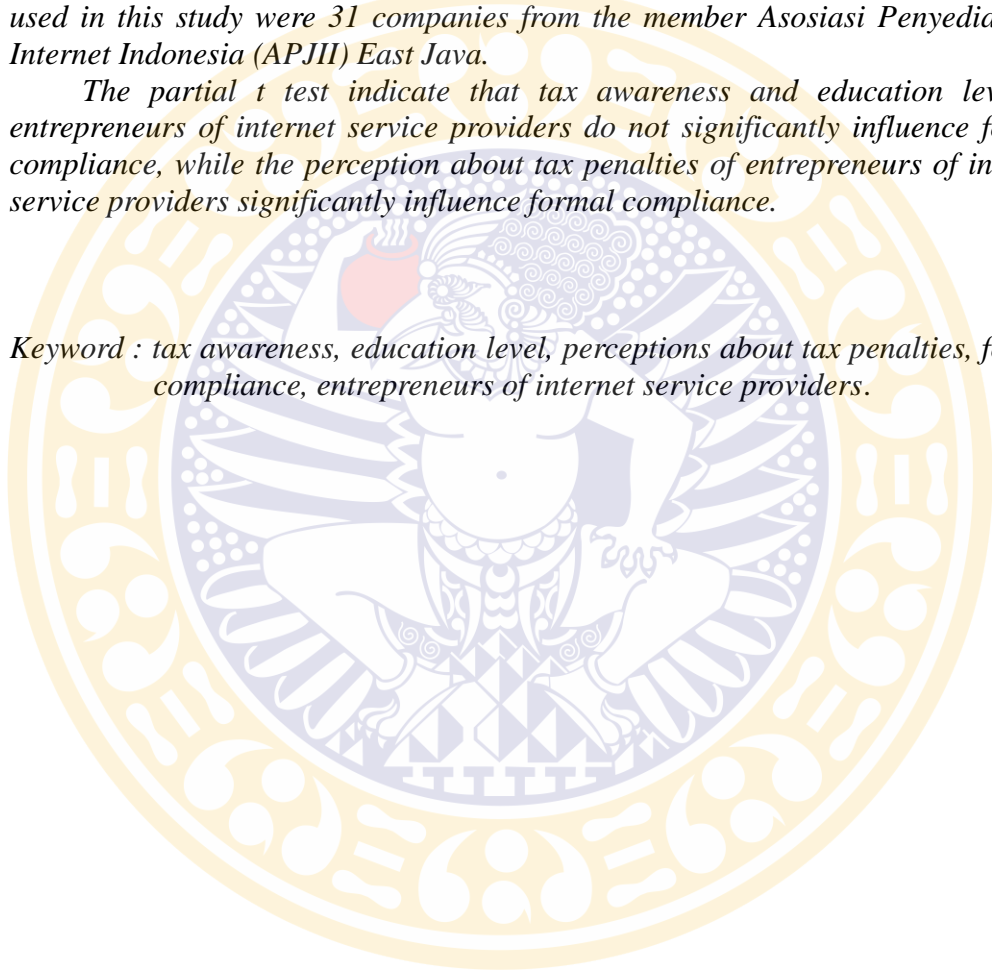 used in this study were 31 companies from the member Asosiasi Penyedia
Internet Indonesia (APJII) East Java.
The partial t test indicate that tax awareness and education
entrepreneurs of internet service providers do not significantly influence
compliance, while the perception about tax penalties of entrepreneurs of
service providers significantly influence formal compliance.
Keyword : tax awareness, education level, perceptions about tax penalties,
compliance, entrepreneurs of internet service providers.